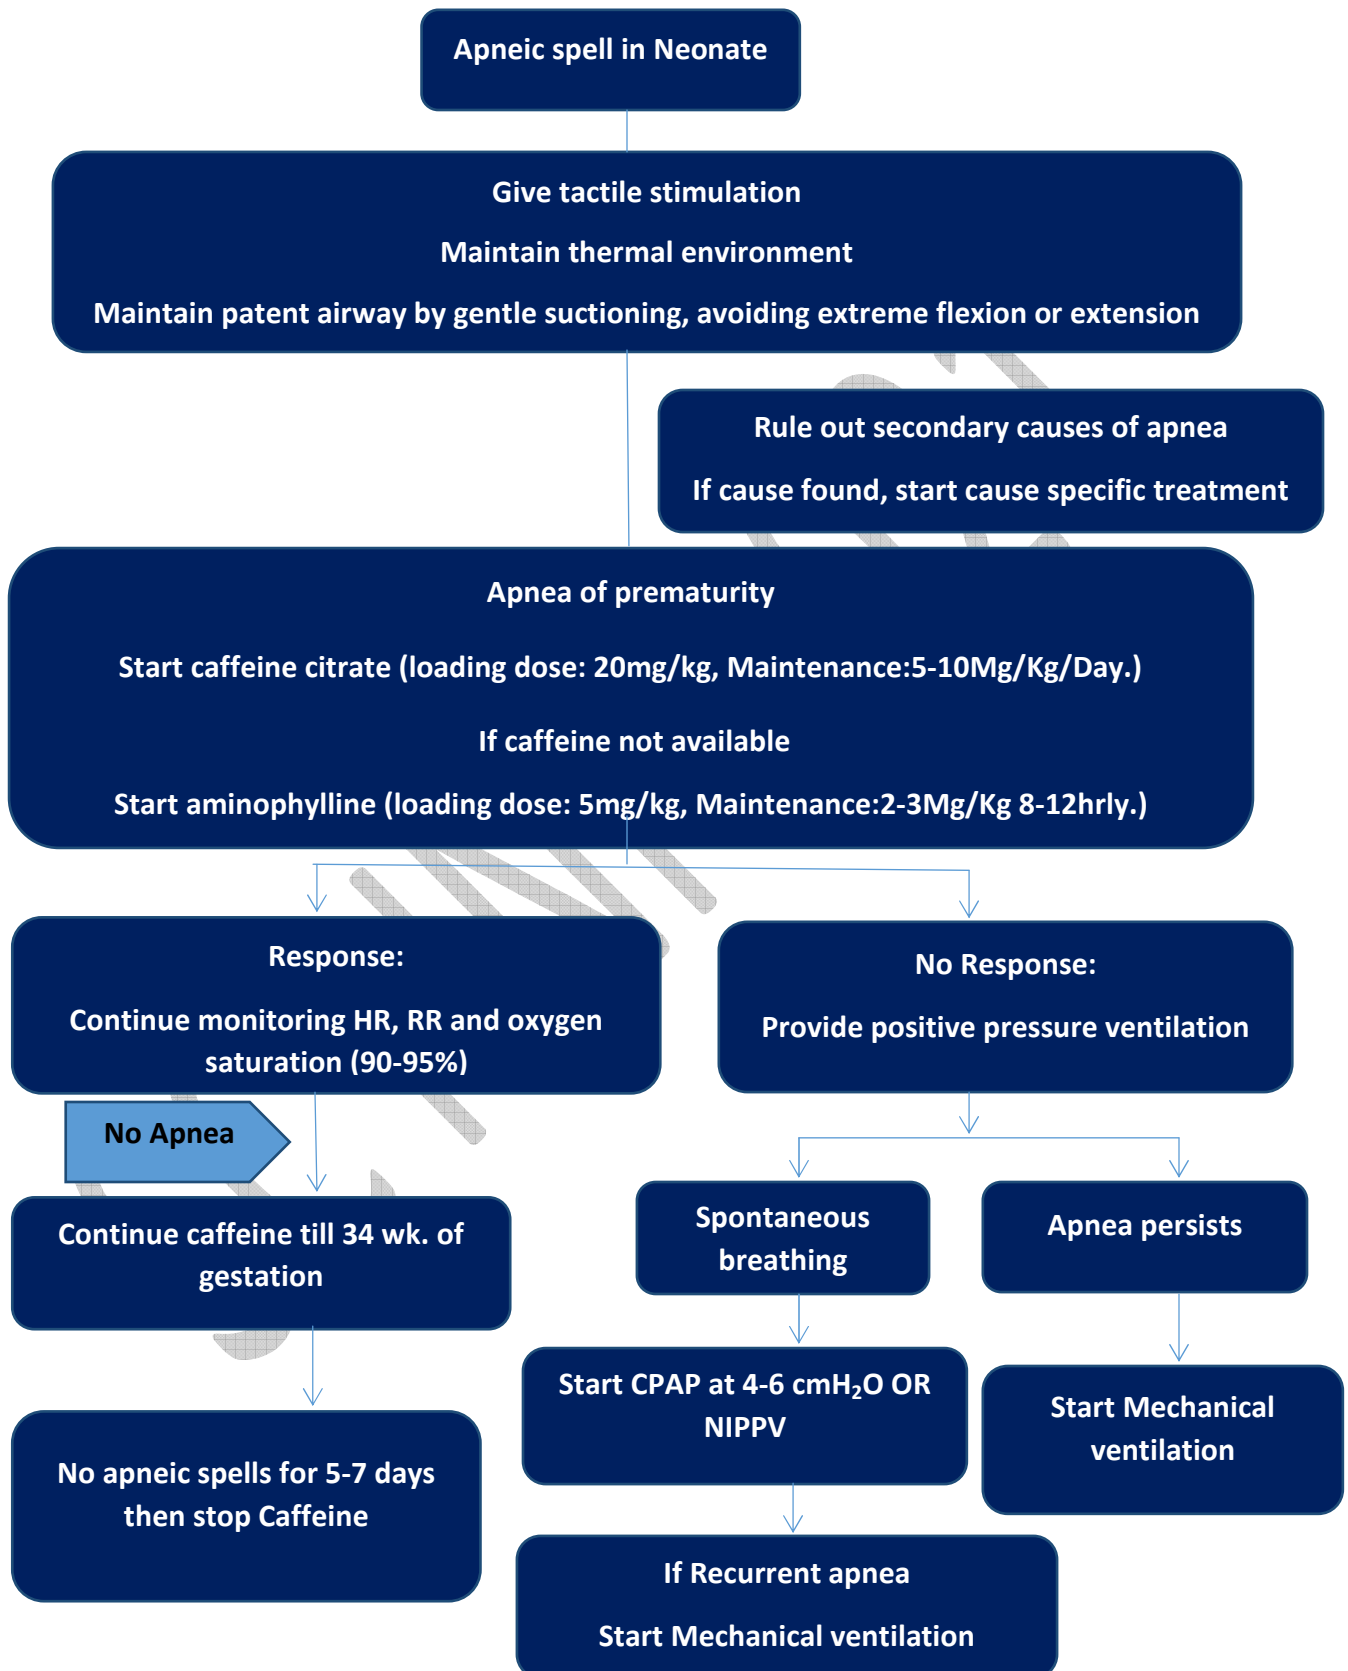 Apneic spell in Neonate
Give tactile stimulation
Maintain thermal environment
Maintain patent airway by gentle suctioning, avoiding extreme flexion or extension
Rule out secondary causes of apnea
If cause found, start cause specific treatment
Apnea of prematurity
Start caffeine citrate (loading dose: 20mg/kg, Maintenance:5-10Mg/Kg/Day.)
If caffeine not available
Start aminophylline (loading dose: 5mg/kg, Maintenance:2-3Mg/Kg 8-12hrly.)
Response:
Continue monitoring HR, RR and oxygen
saturation (90-95%)
No Response:
Provide positive pressure ventilation
No Apnea
Continue caffeine till 34 wk. of
gestation
No apneic spells for 5-7 days
then stop Caffeine
Spontaneous
breathing
Apnea persists
Start CPAP at 4-6 cmH₂O OR
NIPPV
Start Mechanical
ventilation
If Recurrent apnea
Start Mechanical ventilation